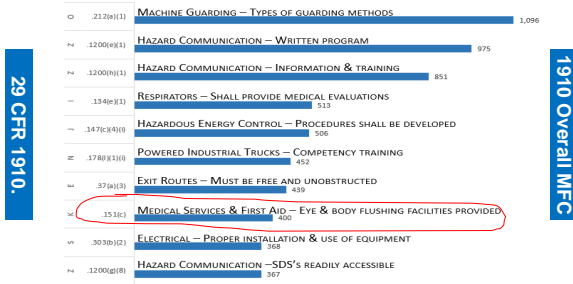 29 CFR 1910.
1910 Overall MFC
O .212(a)(1) MACHINE GUARDING – TYPES OF GUARDING METHODS 1,096
Z .1200(e)(1) HAZARD COMMUNICATION – WRITTEN PROGRAM 975
Z .1200(h)(1) HAZARD COMMUNICATION – INFORMATION & TRAINING 851
I .134(e)(1) RESPIRATORS – SHALL PROVIDE MEDICAL EVALUATIONS 513
J .147(c)(4)(i) HAZARDOUS ENERGY CONTROL – PROCEDURES SHALL BE DEVELOPED 506
N .178(l)(1)(i) POWERED INDUSTRIAL TRUCKS – COMPETENCY TRAINING 452
E .37(a)(3) EXIT ROUTES – MUST BE FREE AND UNOBSTRUCTED 439
K .151(c) MEDICAL SERVICES & FIRST AID – EYE & BODY FLUSHING FACILITIES PROVIDED 400
S .303(b)(2) ELECTRICAL – PROPER INSTALLATION & USE OF EQUIPMENT 368
Z .1200(g)(8) HAZARD COMMUNICATION –SDS'S READILY ACCESSIBLE 367